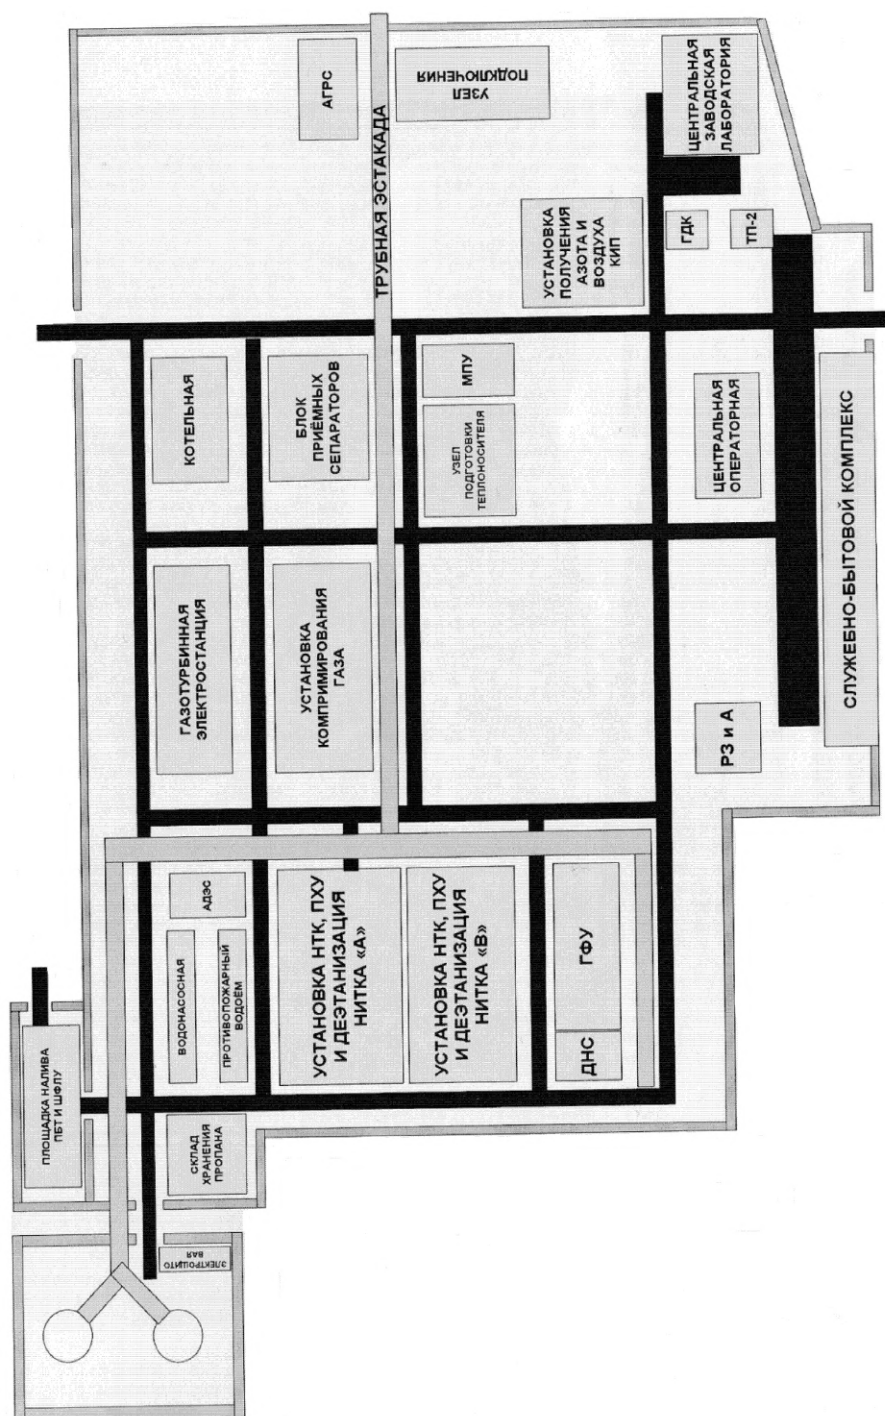 АГРС
УЗЕЛ
ПОДКЛЮЧЕНИЯ
ЦЕНТРАЛЬНАЯ
ЗАВОДСКАЯ
ЛАБОРАТОРИЯ
ТРУБНАЯ ЭСТАКАДА
УСТАНОВКА
ПОЛУЧЕНИЯ
АЗОТА И
ВОЗДУХА
КИП
ГДК
ТП-2
КОТЕЛЬНАЯ
БЛОК
ПРИЁМНЫХ
СЕПАРАТОРОВ
МПУ
УЗЕЛ
ПОДГОТОВКИ
ТЕПЛОНОСИТЕЛЯ
ЦЕНТРАЛЬНАЯ
ОПЕРАТОРНАЯ
СЛУЖЕБНО-БЫТОВОЙ КОМПЛЕКС
ГАЗОТУРБИННАЯ
ЭЛЕКТРОСТАНЦИЯ
УСТАНОВКА
КОМПРИМИРОВАНИЯ
ГАЗА
РЗ и А
АДЭС
ВОДОНАСОСНАЯ
ПРОТИВОПОЖАРНЫЙ
ВОДОЁМ
УСТАНОВКА НТК, ПХУ
И ДЕЭТАНИЗАЦИЯ
НИТКА «А»
УСТАНОВКА НТК, ПХУ
И ДЕЭТАНИЗАЦИЯ
НИТКА «В»
ГФУ
ДНС
ПЛОЩАДКА НАЛИВА
ПБТ И ШФЛУ
СКЛАД
ХРАНЕНИЯ
ПРОПАНА
ЭЛЕКТРОЩИТО
ВАЯ